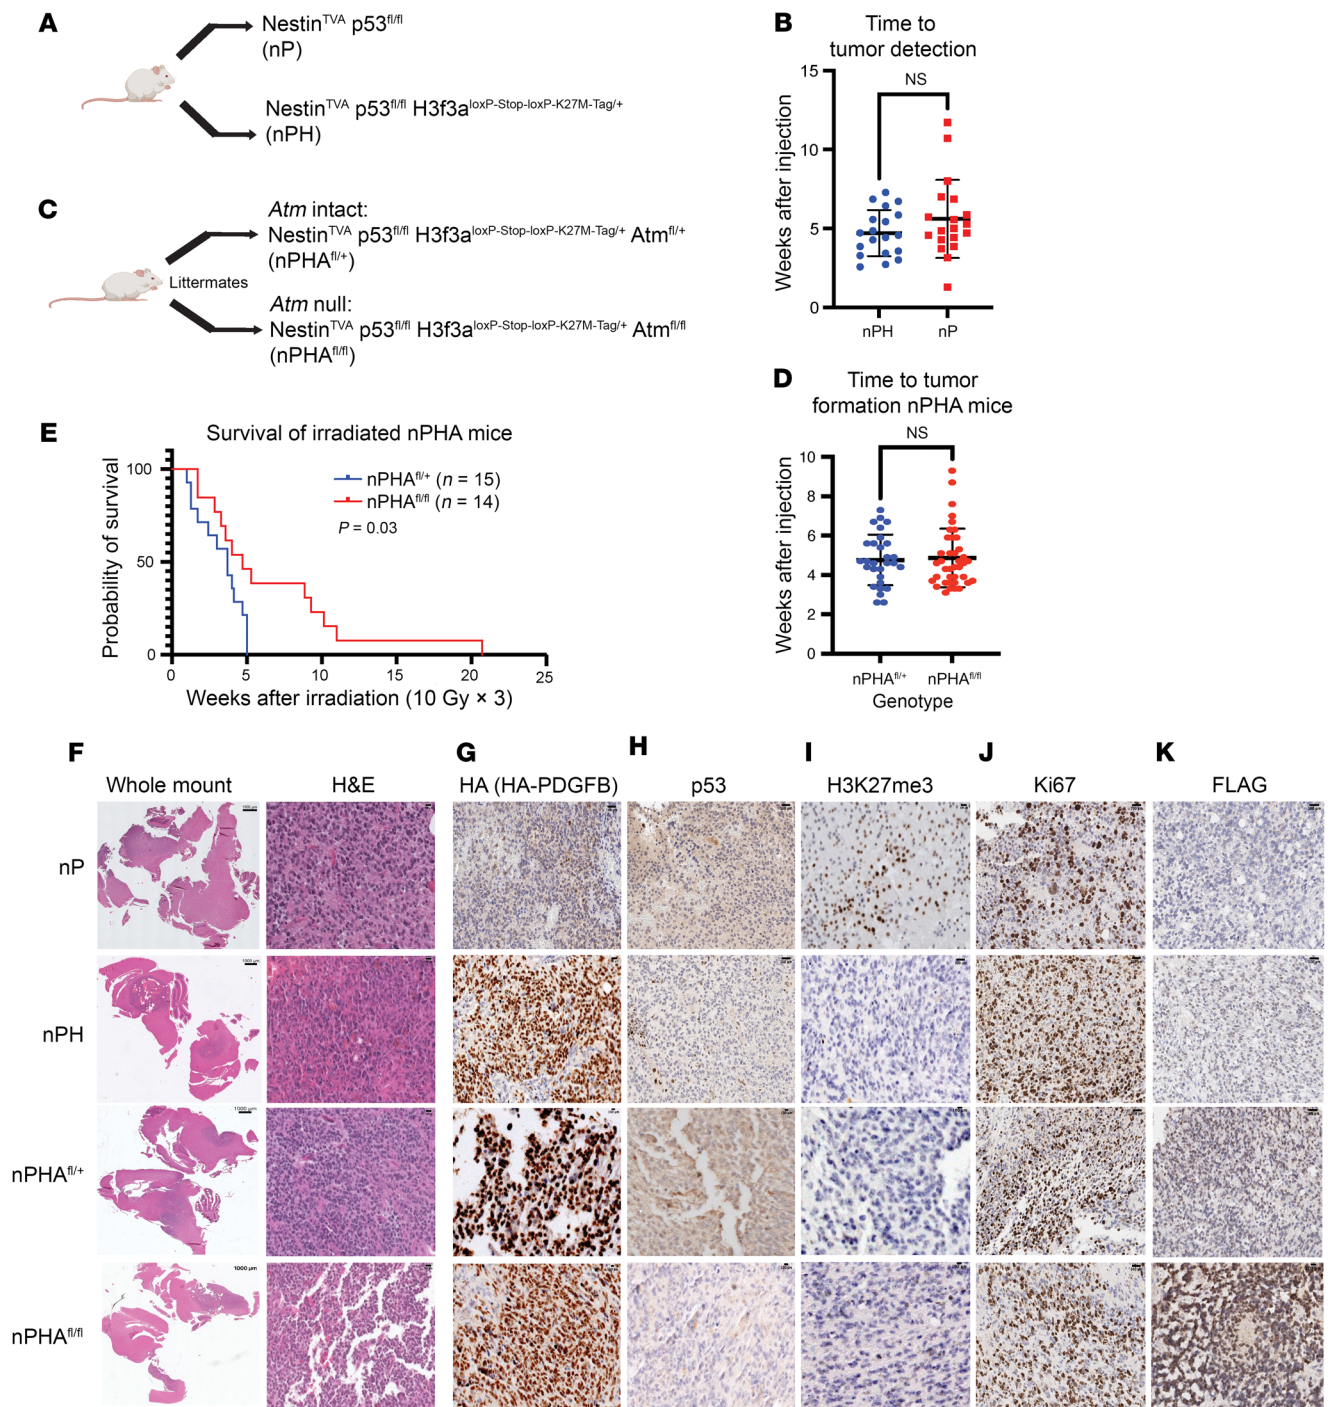 A
Nestin^TVA p53^fl/fl
(nP)
Nestin^TVA p53^fl/fl H3f3a^loxP-Stop-loxP-K27M-Tag/+
(nPH)
B
Time to
tumor detection
NS
Weeks after injection
15
10
5
0
nPH
nP
C
Littermates
Atm intact:
Nestin^TVA p53^fl/fl H3f3a^loxP-Stop-loxP-K27M-Tag/+ Atm^fl/+
(nPHA^fl/+)
Atm null:
Nestin^TVA p53^fl/fl H3f3a^loxP-Stop-loxP-K27M-Tag/+ Atm^fl/fl
(nPHA^fl/fl)
D
Time to tumor
formation nPHA mice
NS
Weeks after injection
10
8
6
4
2
0
nPHA^fl/+
nPHA^fl/fl
Genotype
E
Survival of irradiated nPHA mice
Probability of survival
100
50
0
nPHA^fl/+ (n = 15)
nPHA^fl/fl (n = 14)
P = 0.03
0
5
10
15
20
25
Weeks after irradiation (10 Gy × 3)
F
G
H
I
J
K
Whole mount
H&E
HA (HA-PDGFB)
p53
H3K27me3
Ki67
FLAG
nP
nPH
1000 µm
nPHA^fl/+
1000 µm
nPHA^fl/fl
1000 µm